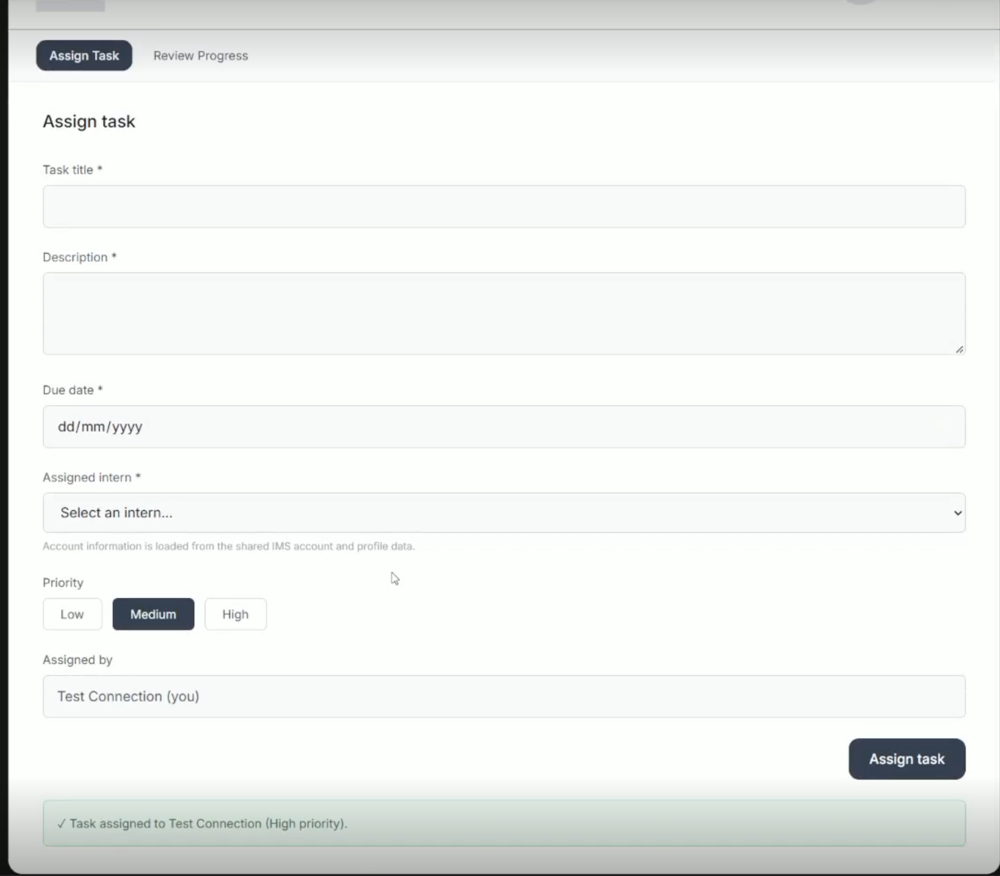 Assign Task
Review Progress
Assign task
Task title *
Description *
Due date *
dd/mm/yyyy
Assigned intern *
Select an intern...
Account information is loaded from the shared IMS account and profile data.
Priority
Low
Medium
High
Assigned by
Test Connection (you)
Assign task
✓ Task assigned to Test Connection (High priority).